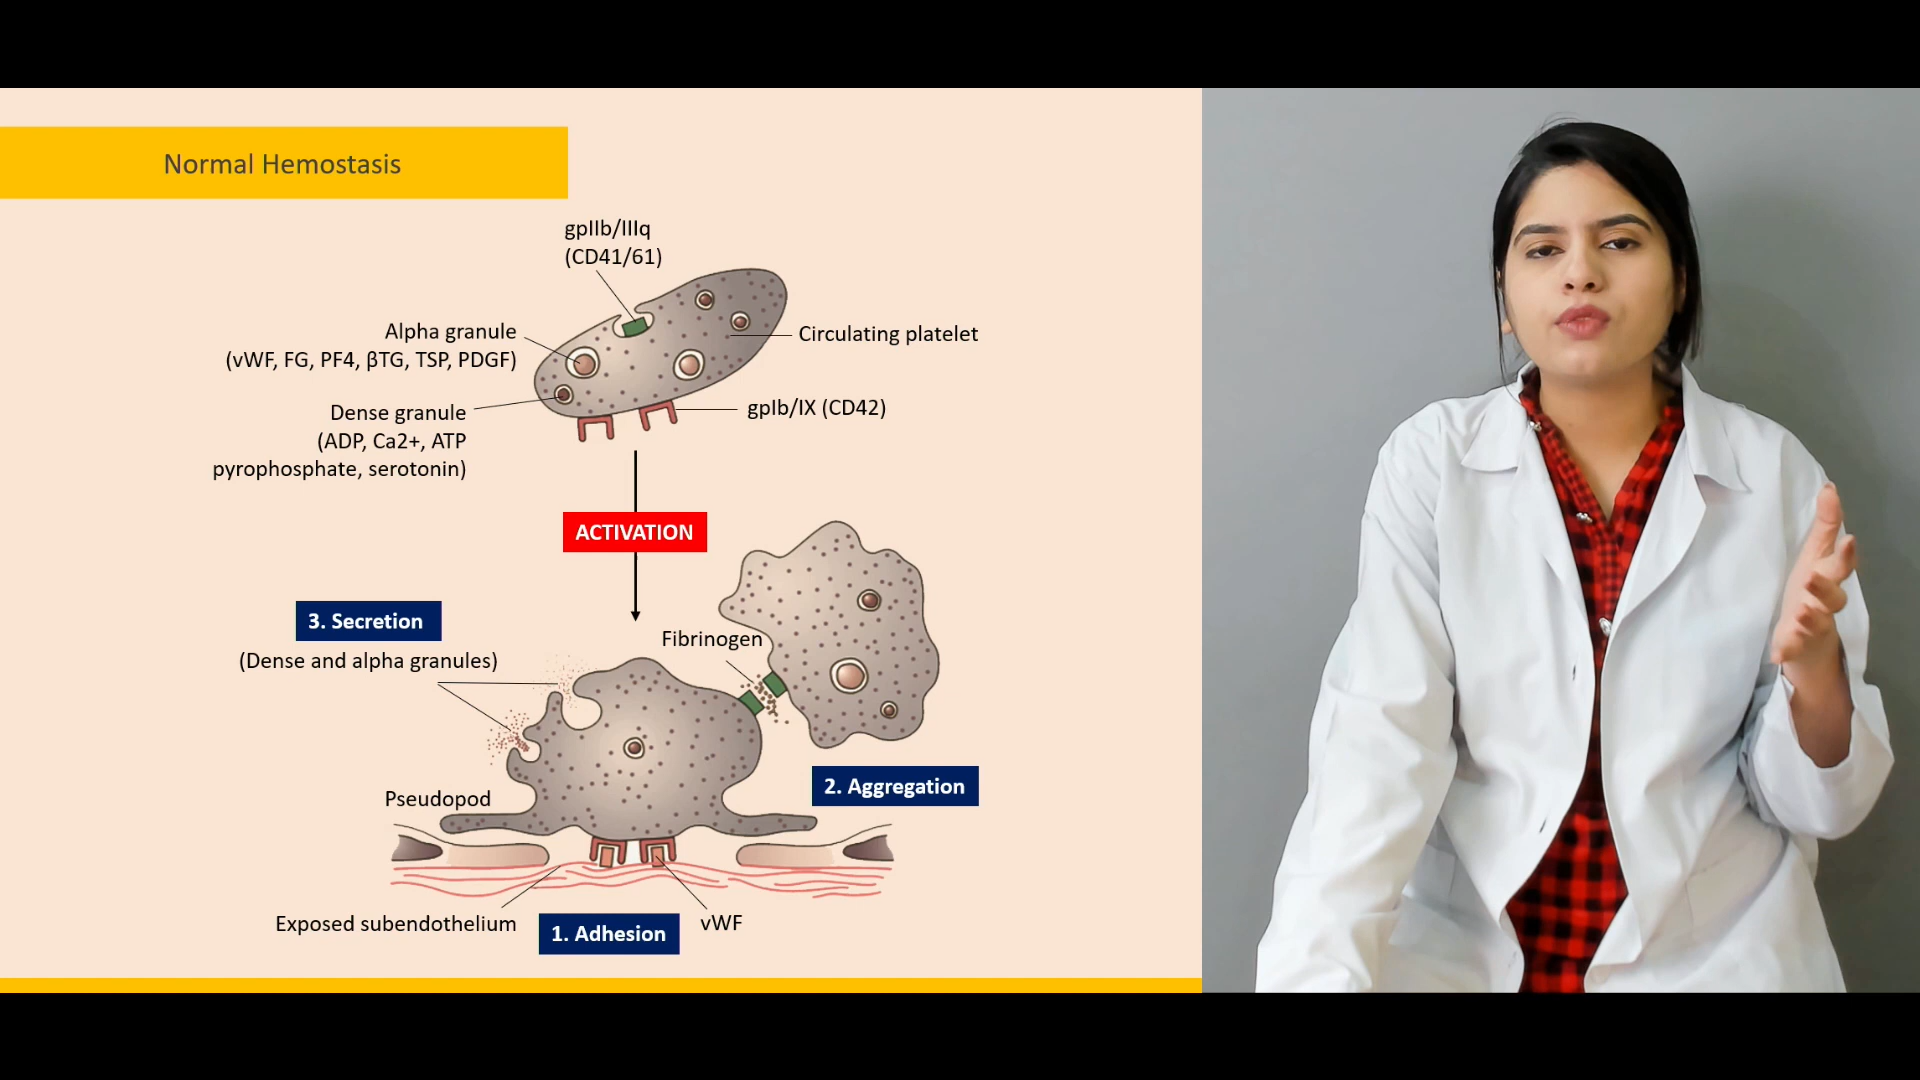 Normal Hemostasis
gpIIb/IIIq
(CD41/61)
Alpha granule
(vWF, FG, PF4, βTG, TSP, PDGF)
Circulating platelet
Dense granule
(ADP, Ca2+, ATP
pyrophosphate, serotonin)
gpIb/IX (CD42)
ACTIVATION
3. Secretion
(Dense and alpha granules)
Fibrinogen
2. Aggregation
Pseudopod
Exposed subendothelium
1. Adhesion
vWF